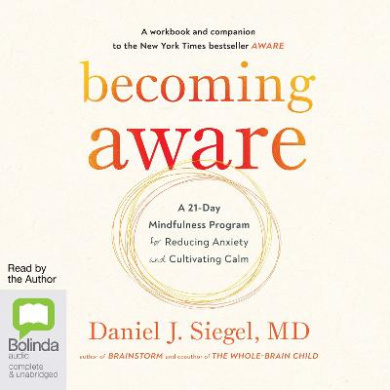 A workbook and companion
to the New York Times bestseller AWARE
becoming
aware
A 21-Day
Mindfulness Program
for Reducing Anxiety
and Cultivating Calm
Read by
the Author
Daniel J. Siegel, MD
author of BRAINSTORM and coauthor of THE WHOLE-BRAIN CHILD
Bolinda
audio
complete
& unabridged